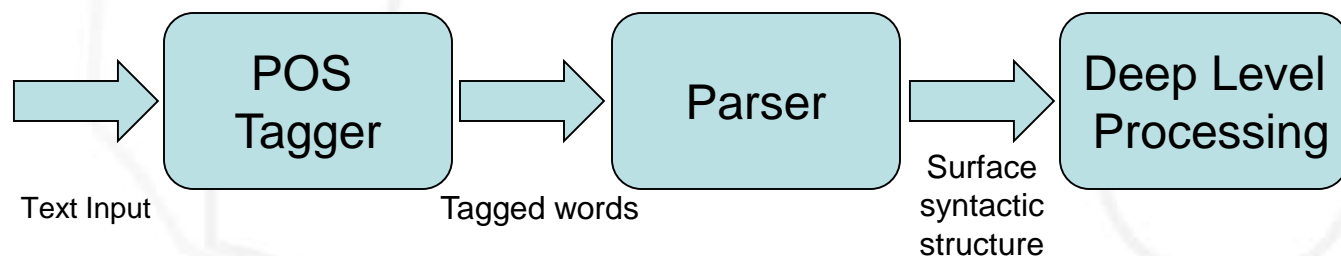 Text Input
POS
Tagger
Tagged words
Parser
Surface
syntactic
structure
Deep Level
Processing